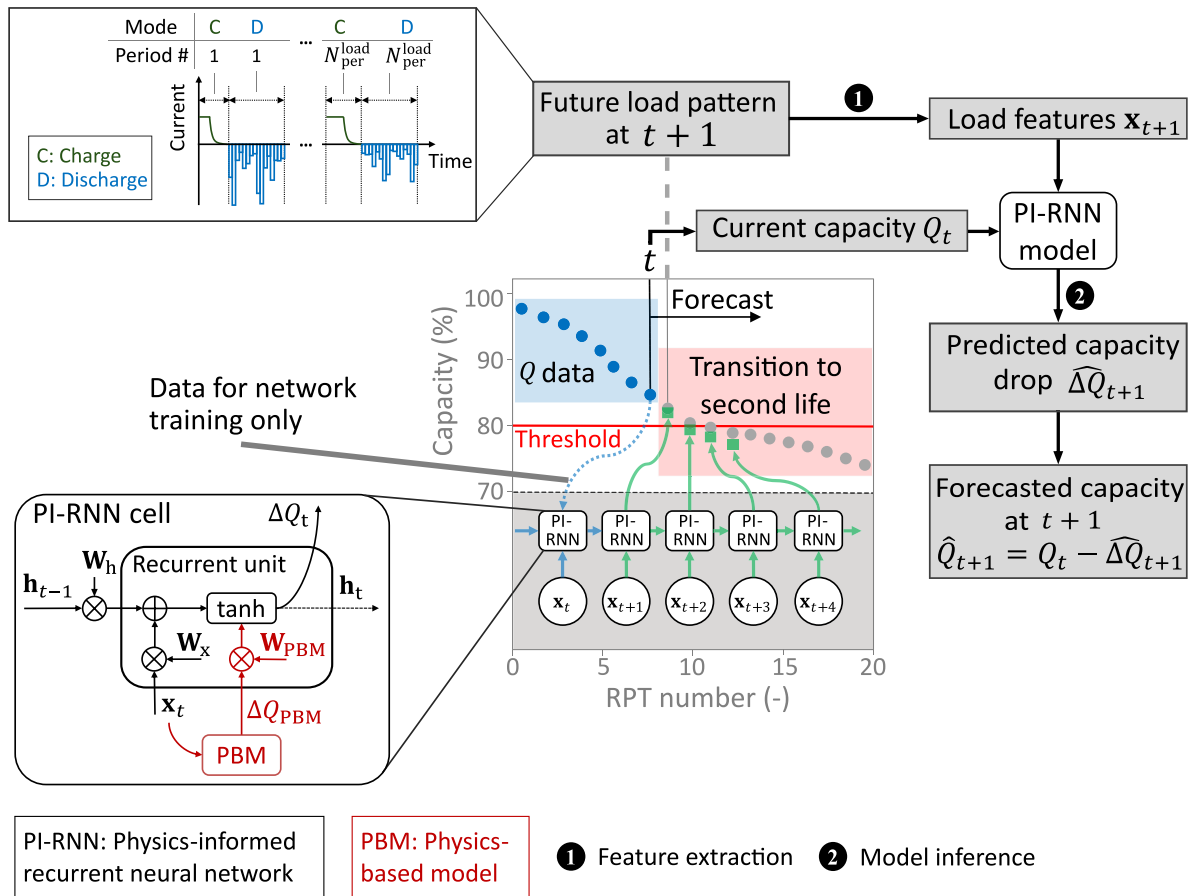 Mode C D ... C D
Period # 1 1 N_per^load N_per^load
Current
Time
...
C: Charge
D: Discharge
Future load pattern
at t + 1
1
Load features x_{t+1}
Current capacity Q_t
PI-RNN
model
2
Predicted capacity
drop \widehat{ΔQ}_{t+1}
Forecasted capacity
at t + 1
\hat{Q}_{t+1} = Q_t − \widehat{ΔQ}_{t+1}
t
Forecast
Capacity (%)
100
90
80
70
Q data
Transition to
second life
Threshold
Data for network
training only
PI-
RNN
PI-
RNN
PI-
RNN
PI-
RNN
PI-
RNN
x_t
x_{t+1}
x_{t+2}
x_{t+3}
x_{t+4}
0 5 10 15 20
RPT number (-)
PI-RNN cell
ΔQ_t
W_h
Recurrent unit
h_{t−1}
h_t
tanh
W_x
W_PBM
x_t
ΔQ_PBM
PBM
PI-RNN: Physics-informed
recurrent neural network
PBM: Physics-
based model
1 Feature extraction
2 Model inference